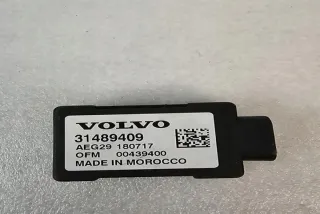 VOLVO
31489409
AEG29 180717
OFM 00439400
MADE IN MOROCCO